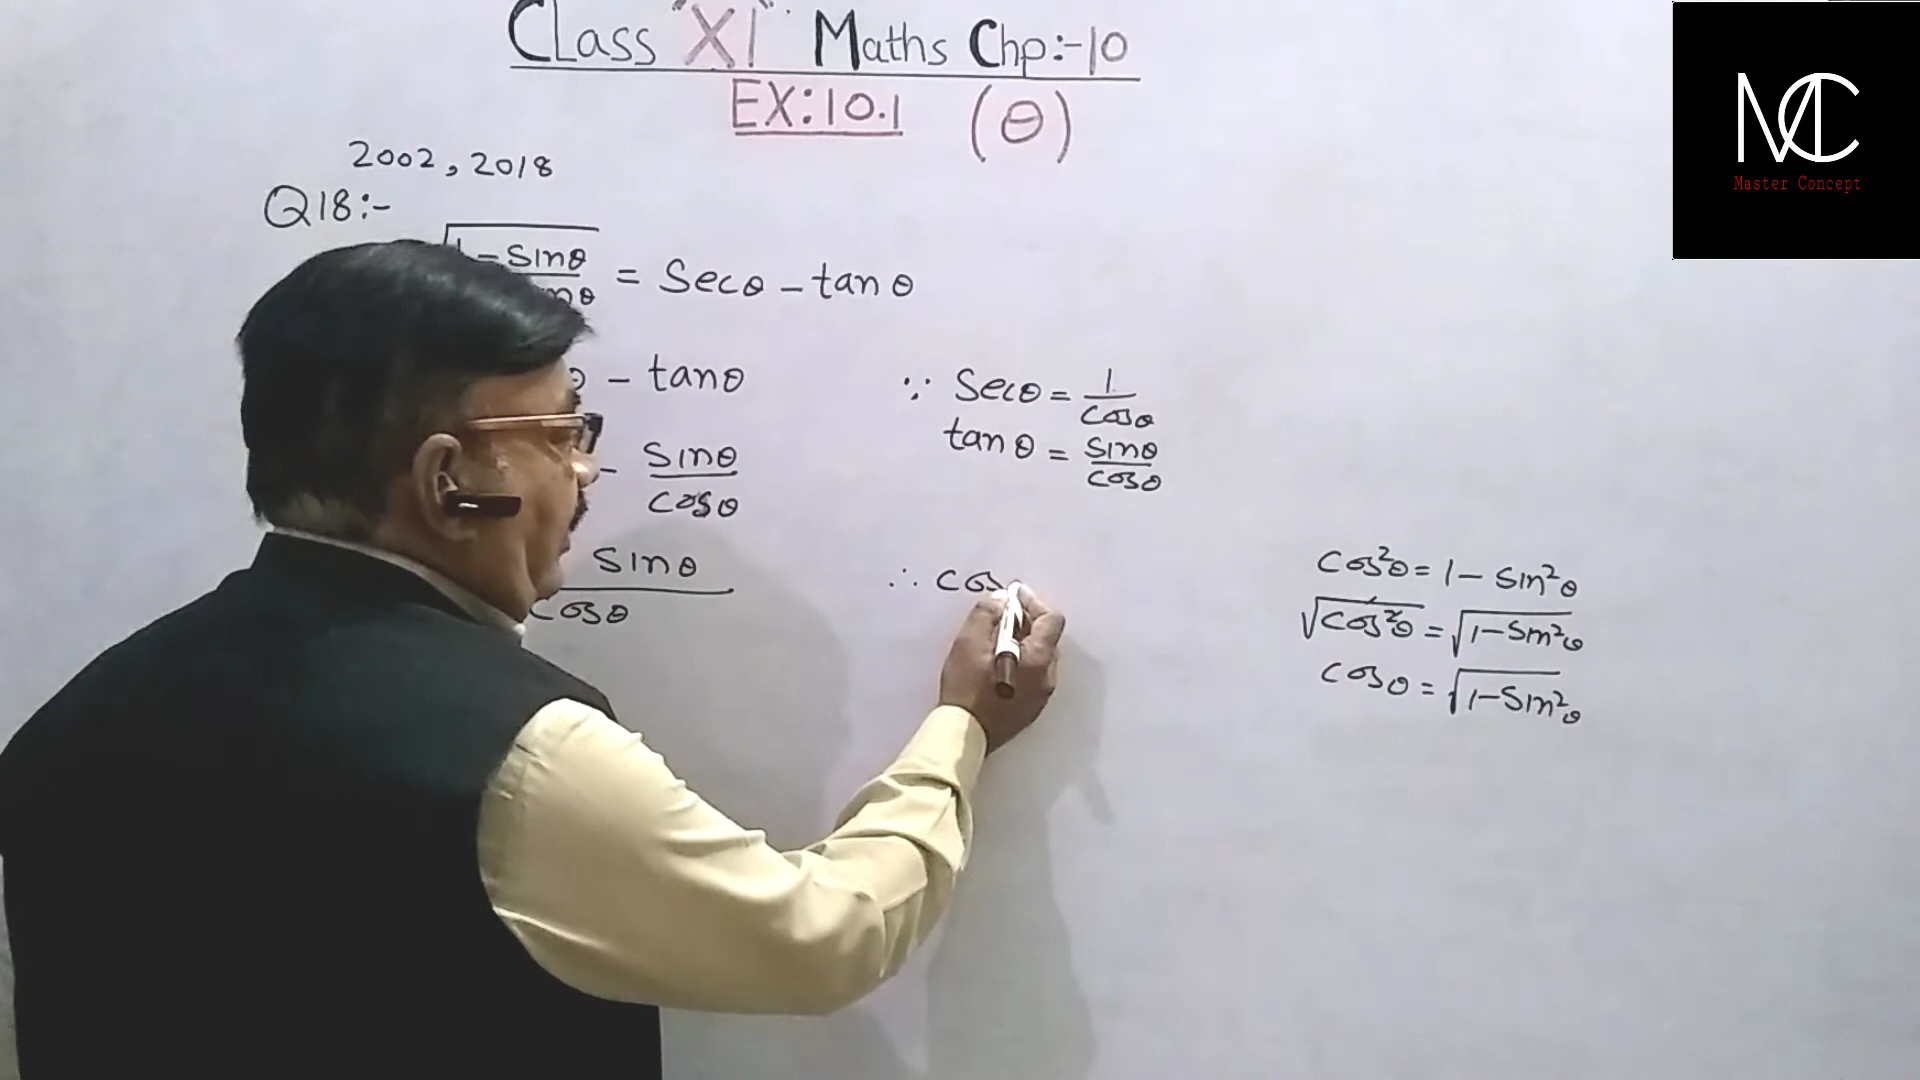 Class "XI" Maths Chp:-10
EX:10.1 (θ)
MC
Master Concept
2002, 2018
Q18:-
√ 1 - Sinθ / nθ = Secθ - tanθ
θ - tanθ
∵ Secθ = 1/Cosθ
tanθ = Sinθ/Cosθ
- Sinθ/Cosθ
Sinθ/Cosθ
∴ Cos
Cos²θ = 1 - Sin²θ
√Cos²θ = √1-Sin²θ
Cosθ = √1-Sin²θ